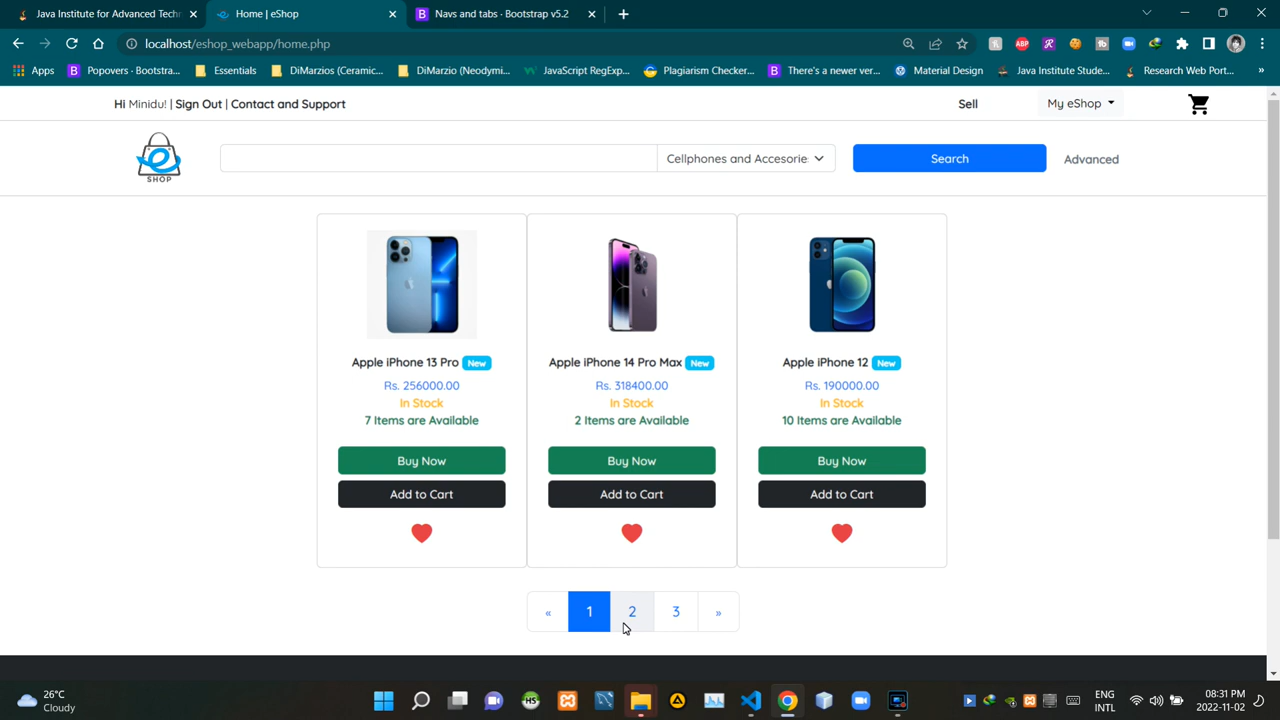 Java Institute for Advanced Techn
Home | eShop
Navs and tabs · Bootstrap v5.2
localhost/eshop_webapp/home.php
ABP
Apps
Popovers · Bootstra...
Essentials
DiMarzios (Ceramic...
DiMarzio (Neodymi...
JavaScript RegExp...
Plagiarism Checker...
There's a newer ver...
Material Design
Java Institute Stude...
Research Web Port...
»
Hi Minidu! | Sign Out | Contact and Support
Sell
My eShop
e
SHOP
Cellphones and Accesorie
Search
Advanced
Apple iPhone 13 Pro New
Rs. 256000.00
In Stock
7 Items are Available
Buy Now
Add to Cart
Apple iPhone 14 Pro Max New
Rs. 318400.00
In Stock
2 Items are Available
Buy Now
Add to Cart
Apple iPhone 12 New
Rs. 190000.00
In Stock
10 Items are Available
Buy Now
Add to Cart
« 1 2 3 »
26°C
Cloudy
HS
ENG
INTL
08:31 PM
2022-11-02